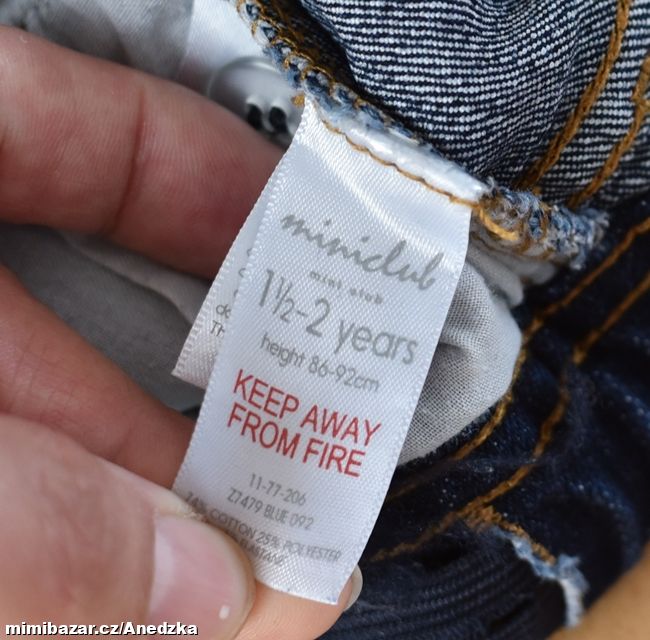 miniclub
mini club
1½-2 years
height 86-92cm
KEEP AWAY
FROM FIRE
11-77-206
Z7479 BLUE 092
74% COTTON 25% POLYESTER
mimibazar.cz/Anedzka